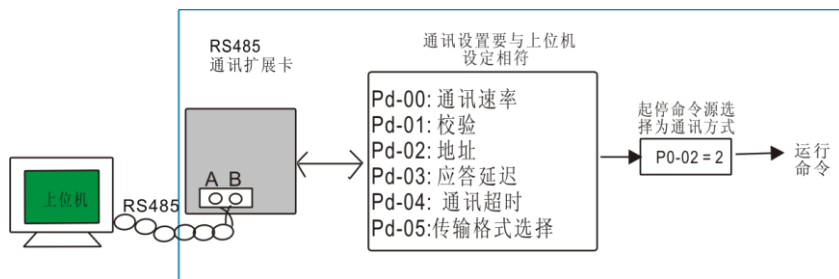 RS485
通讯扩展卡
A B
上位机
RS485
通讯设置要与上位机
设定相符
Pd-00: 通讯速率
Pd-01: 校验
Pd-02: 地址
Pd-03: 应答延迟
Pd-04: 通讯超时
Pd-05:传输格式选择
起停命令源选
择为通讯方式
P0-02 = 2
运行
命令